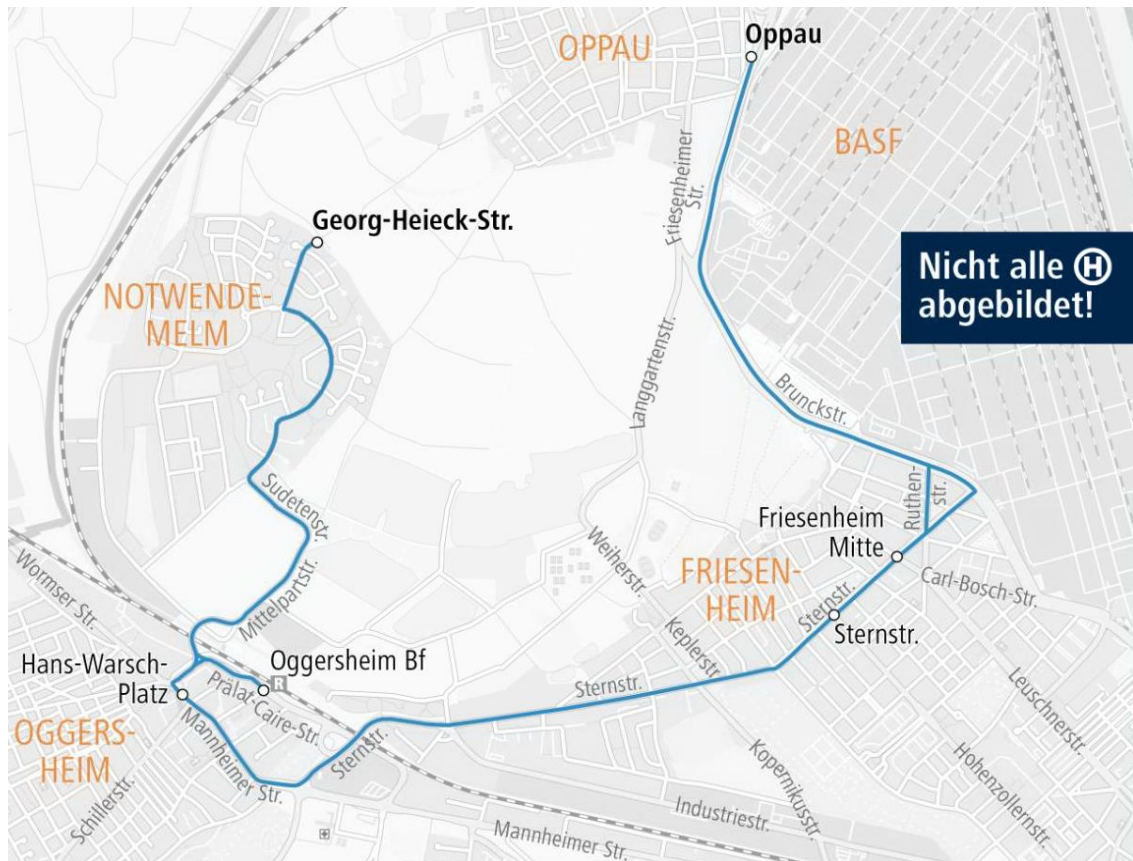 Oppau
OPPAU
BASF
Friesenheimer
Str.
Georg-Heieck-Str.
Nicht alle H
abgebildet!
NOTWENDE-
MELM
Langgartenstr.
Brunckstr.
Sudetenstr.
Ruthen-
str.
Friesenheim
Mitte
Weiherstr.
Wormser Str.
Mittelpartstr.
FRIESEN-
HEIM
Carl-Bosch-Str.
Sternstr.
Sternstr.
Keplerstr.
Hans-Warsch-
Platz
Oggersheim Bf
R
Prälat-Caire-Str.
Sternstr.
Leuschnerstr.
OGGERS-
HEIM
Mannheimer Str.
Sternstr.
Schillerstr.
Kopernikusstr.
Hohenzollernstr.
Industriestr.
Mannheimer Str.